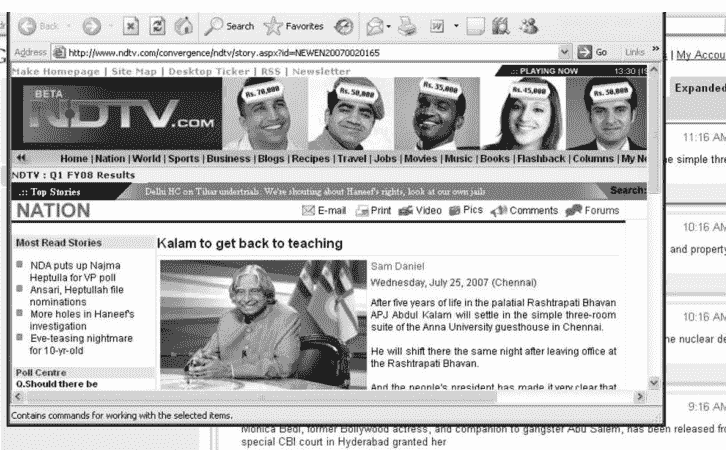 Back
Search
Favorites
Address http://www.ndtv.com/convergence/ndtv/story.aspx?id=NEWEN20070020165
Go
Links
My Accou
Make Homepage | Site Map | Desktop Ticker | RSS | Newsletter
.:: PLAYING NOW
13:30 (IS
Expanded
BETA
NDTV.COM
Rs. 70,000
Rs. 50,000
Rs. 35,000
Rs. 45,000
Rs. 50,000
Home | Nation | World | Sports | Business | Blogs | Recipes | Travel | Jobs | Movies | Music | Books | Flashback | Columns | My Ne
11:16 AM
e simple three
NDTV : Q1 FY08 Results
.:: Top Stories
Delhi HC on Tihar undertrials: We're shouting about Haneef's rights, look at our own jails
Search:
NATION
E-mail
Print
Video
Pics
Comments
Forums
10:16 AM
and property
Most Read Stories
NDA puts up Najma
Heptulla for VP poll
Ansari, Heptullah file
nominations
More holes in Haneef's
investigation
Eve-teasing nightmare
for 10-yr-old
Poll Centre
Q.Should there be
Kalam to get back to teaching
Sam Daniel
Wednesday, July 25, 2007 (Chennai)
After five years of life in the palatial Rashtrapati Bhavan
APJ Abdul Kalam will settle in the simple three-room
suite of the Anna University guesthouse in Chennai.
He will shift there the same night after leaving office at
the Rashtrapati Bhavan.
And the people's president has made it very clear that
10:16 AM
e nuclear de
Contains commands for working with the selected items.
9:16 AM
Monica Bedi, former Bollywood actress, and companion to gangster Abu Salem, has been released fro
special CBI court in Hyderabad granted her